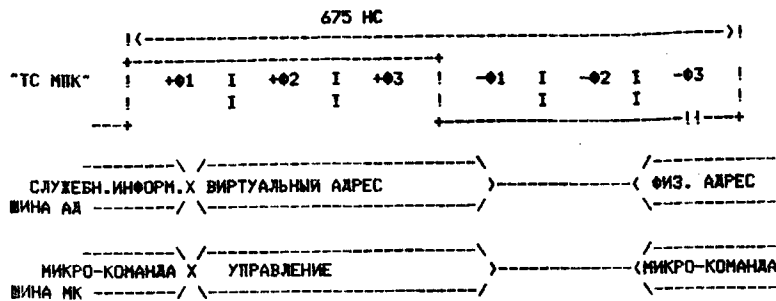 675 НС
"ТС МПК" +Ф1 +Ф2 +Ф3 -Ф1 -Ф2 -Ф3
СЛУЖЕБН.ИНФОРМ. ВИРТУАЛЬНЫЙ АДРЕС ФИЗ. АДРЕС
ШИНА АД
МИКРО-КОМАНДА УПРАВЛЕНИЕ МИКРО-КОМАНДА
ШИНА МК